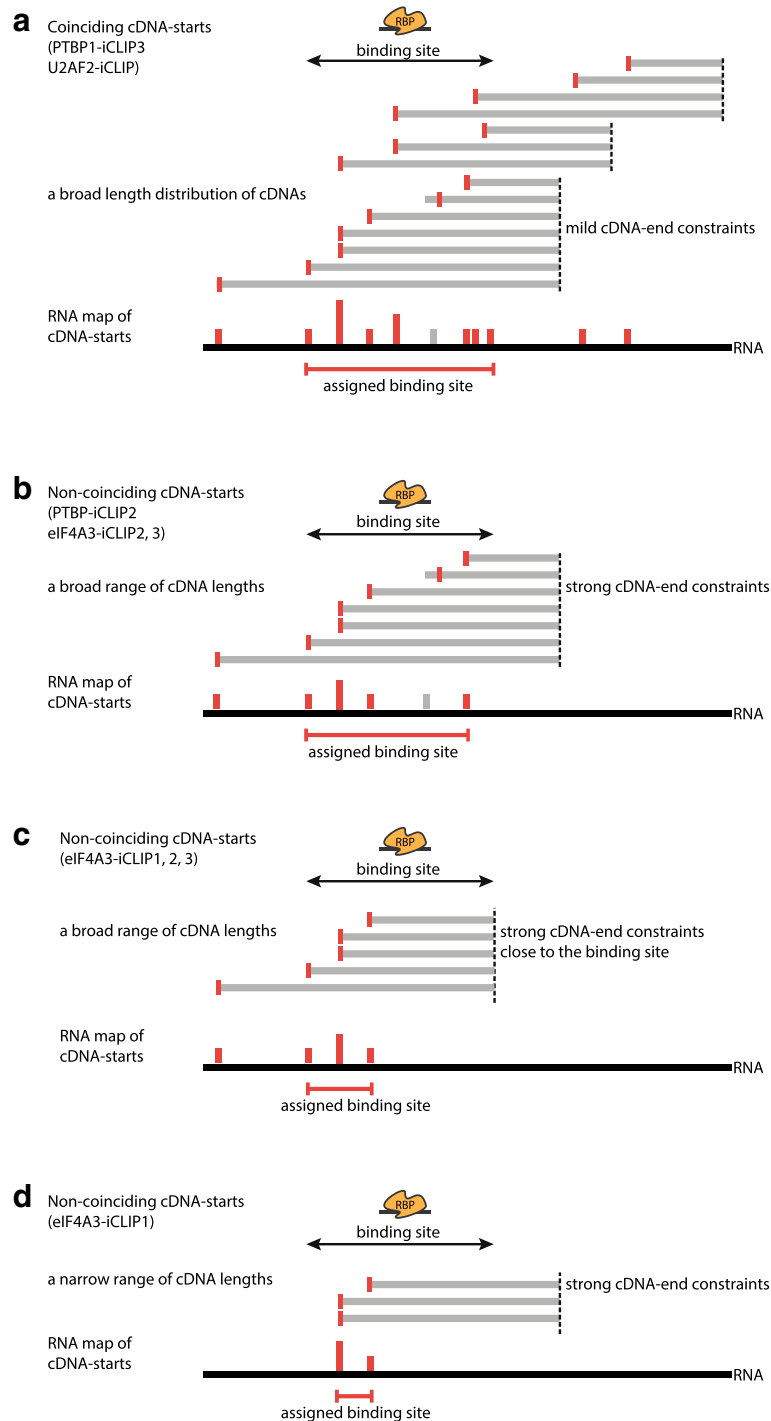 a
Coinciding cDNA-starts
(PTBP1-iCLIP3
U2AF2-iCLIP)
RBP
binding site
a broad length distribution of cDNAs
mild cDNA-end constraints
RNA map of
cDNA-starts
RNA
assigned binding site
b
Non-coinciding cDNA-starts
(PTBP-iCLIP2
eIF4A3-iCLIP2, 3)
RBP
binding site
a broad range of cDNA lengths
strong cDNA-end constraints
RNA map of
cDNA-starts
RNA
assigned binding site
c
Non-coinciding cDNA-starts
(eIF4A3-iCLIP1, 2, 3)
RBP
binding site
a broad range of cDNA lengths
strong cDNA-end constraints
close to the binding site
RNA map of
cDNA-starts
RNA
assigned binding site
d
Non-coinciding cDNA-starts
(eIF4A3-iCLIP1)
RBP
binding site
a narrow range of cDNA lengths
strong cDNA-end constraints
RNA map of
cDNA-starts
RNA
assigned binding site